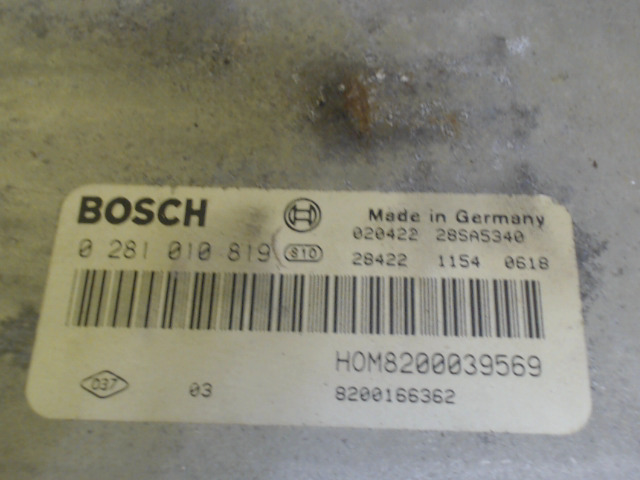 BOSCH
Made in Germany
020422 28SA5340
0 281 010 819 810
28422 1154 0618
HOM8200039569
037 03
8200166362